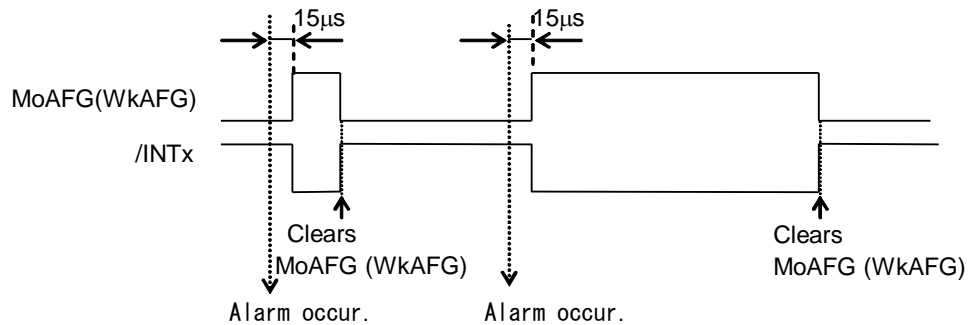 15μs
15μs
MoAFG(WkAFG)
/INTx
Clears
MoAFG (WkAFG)
Clears
MoAFG (WkAFG)
Alarm occur.
Alarm occur.